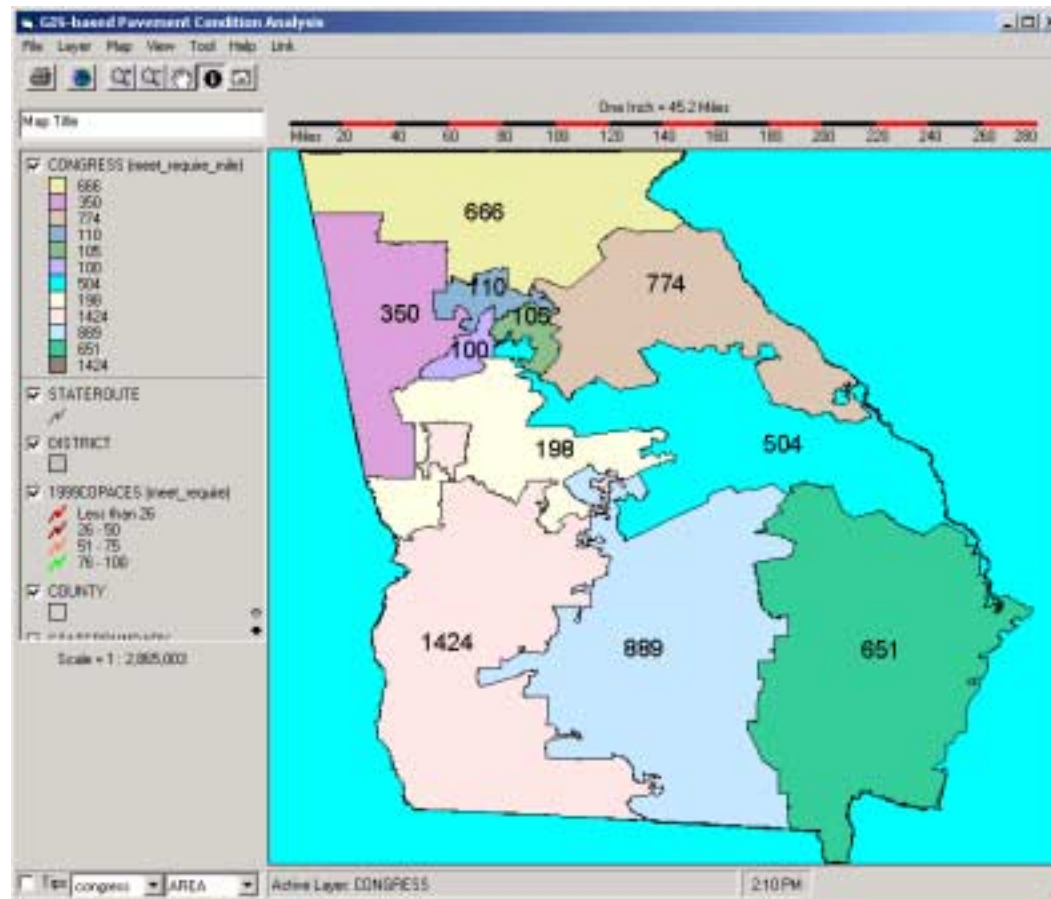 GIS-based Pavement Condition Analysis
File Layer Map View Tool Help Link
Map Title
One Inch = 45.2 Miles
Miles 20 40 60 80 100 120 140 160 180 200 220 240 260 280
CONGRESS (meet_require_mile)
666
350
774
110
105
100
504
198
1424
889
651
1424
STATEROUTE
DISTRICT
1999COPACES (meet_require)
Less than 26
26 - 50
51 - 75
76 - 100
COUNTY
Scale = 1 : 2,865,003
666
774
110
350
105
100
198
504
1424
889
651
Tips congress AREA
Active Layer: CONGRESS
2:10 PM